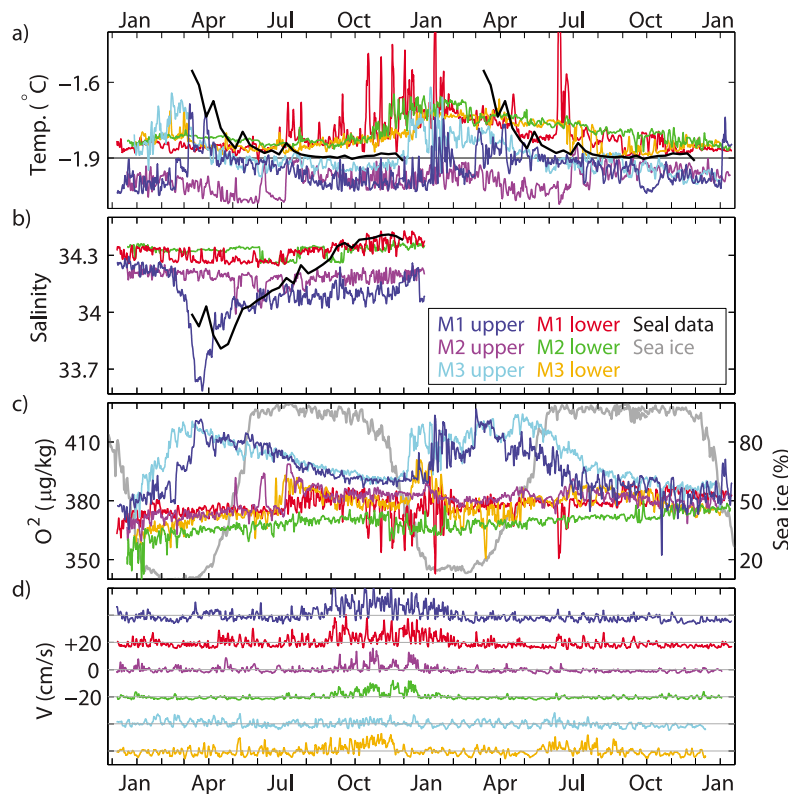 Jan Apr Jul Oct Jan Apr Jul Oct Jan
a)
Temp. (°C)
−1.6
−1.9
b)
Salinity
34.3
34
33.7
M1 upper M1 lower Seal data
M2 upper M2 lower Sea ice
M3 upper M3 lower
c)
O² (μg/kg)
410
380
350
90
50
20
Sea ice (%)
d)
V (cm/s)
+20
0
−20
Jan Apr Jul Oct Jan Apr Jul Oct Jan